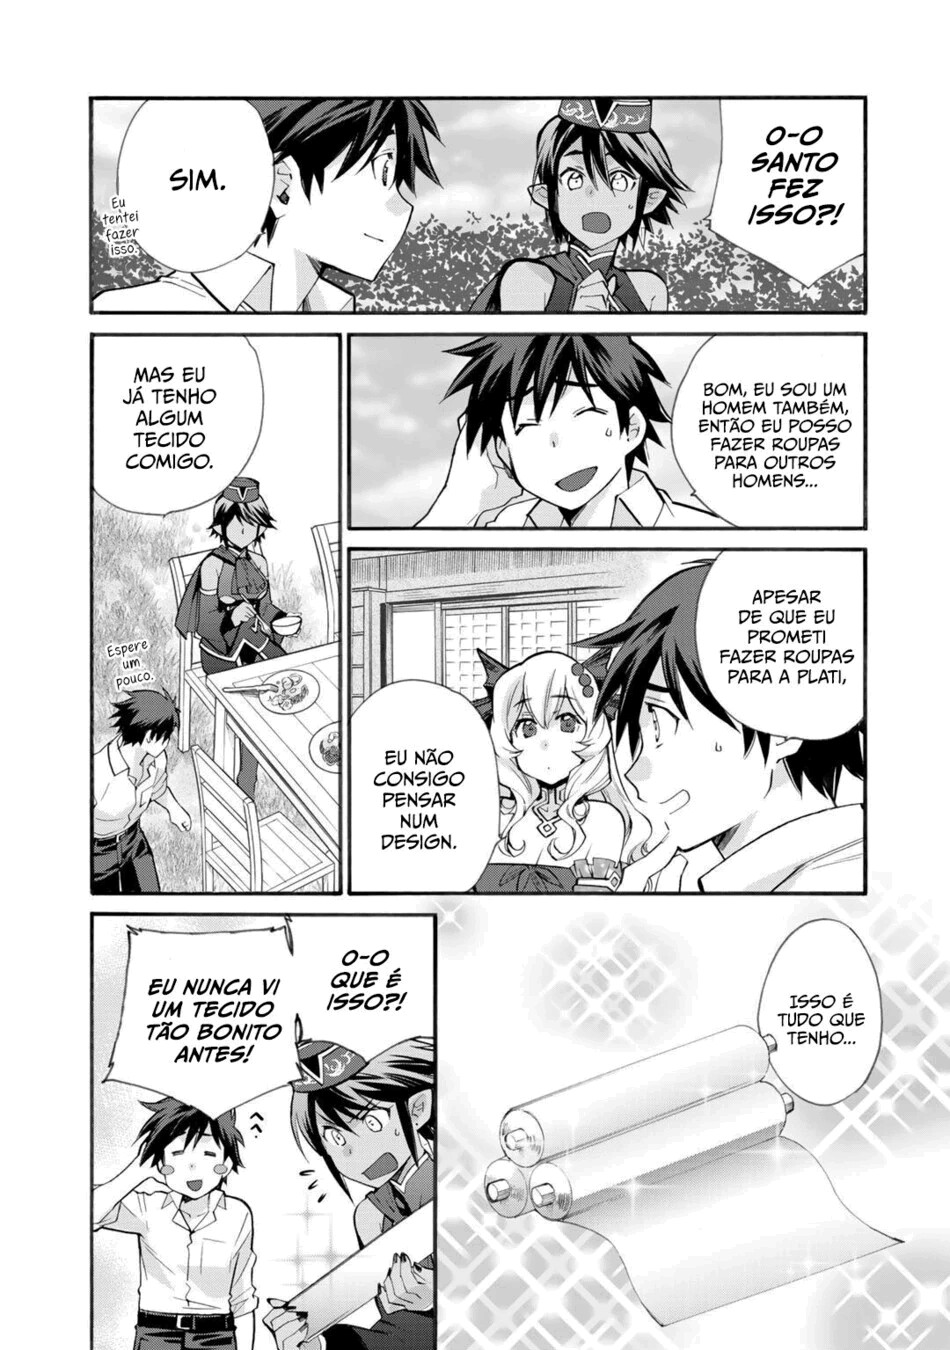 O-O
SANTO
FEZ
ISSO?!
SIM.
Eu
tentei
fazer
isso.
BOM, EU SOU UM
HOMEM TAMBÉM,
ENTÃO EU POSSO
FAZER ROUPAS
PARA OUTROS
HOMENS...
MAS EU
JÁ TENHO
ALGUM
TECIDO
COMIGO.
Espere
um
pouco.
APESAR
DE QUE EU
PROMETI
FAZER ROUPAS
PARA A PLATI,
EU NÃO
CONSIGO
PENSAR
NUM
DESIGN.
ISSO É
TUDO QUE
TENHO...
O-O
QUE É
ISSO?!
EU NUNCA VI
UM TECIDO
TÃO BONITO
ANTES!